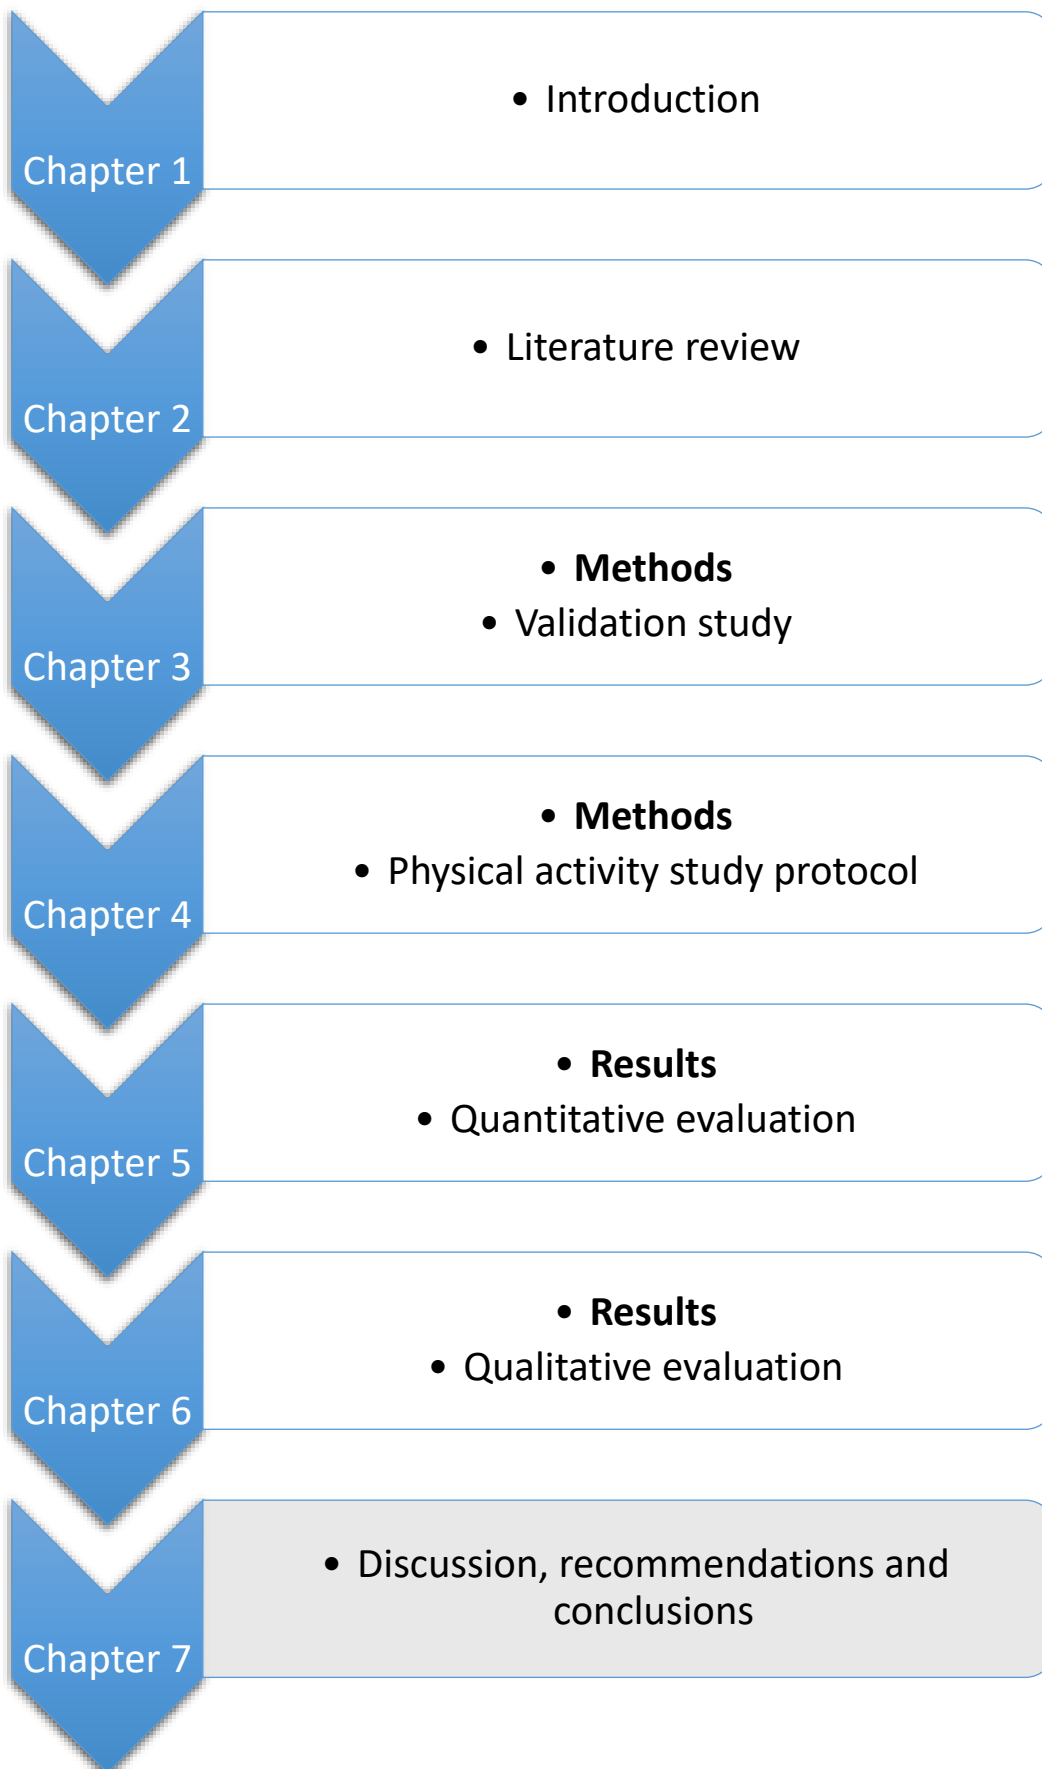 Chapter 1
• Introduction
Chapter 2
• Literature review
Chapter 3
• Methods
• Validation study
Chapter 4
• Methods
• Physical activity study protocol
Chapter 5
• Results
• Quantitative evaluation
Chapter 6
• Results
• Qualitative evaluation
Chapter 7
• Discussion, recommendations and
conclusions